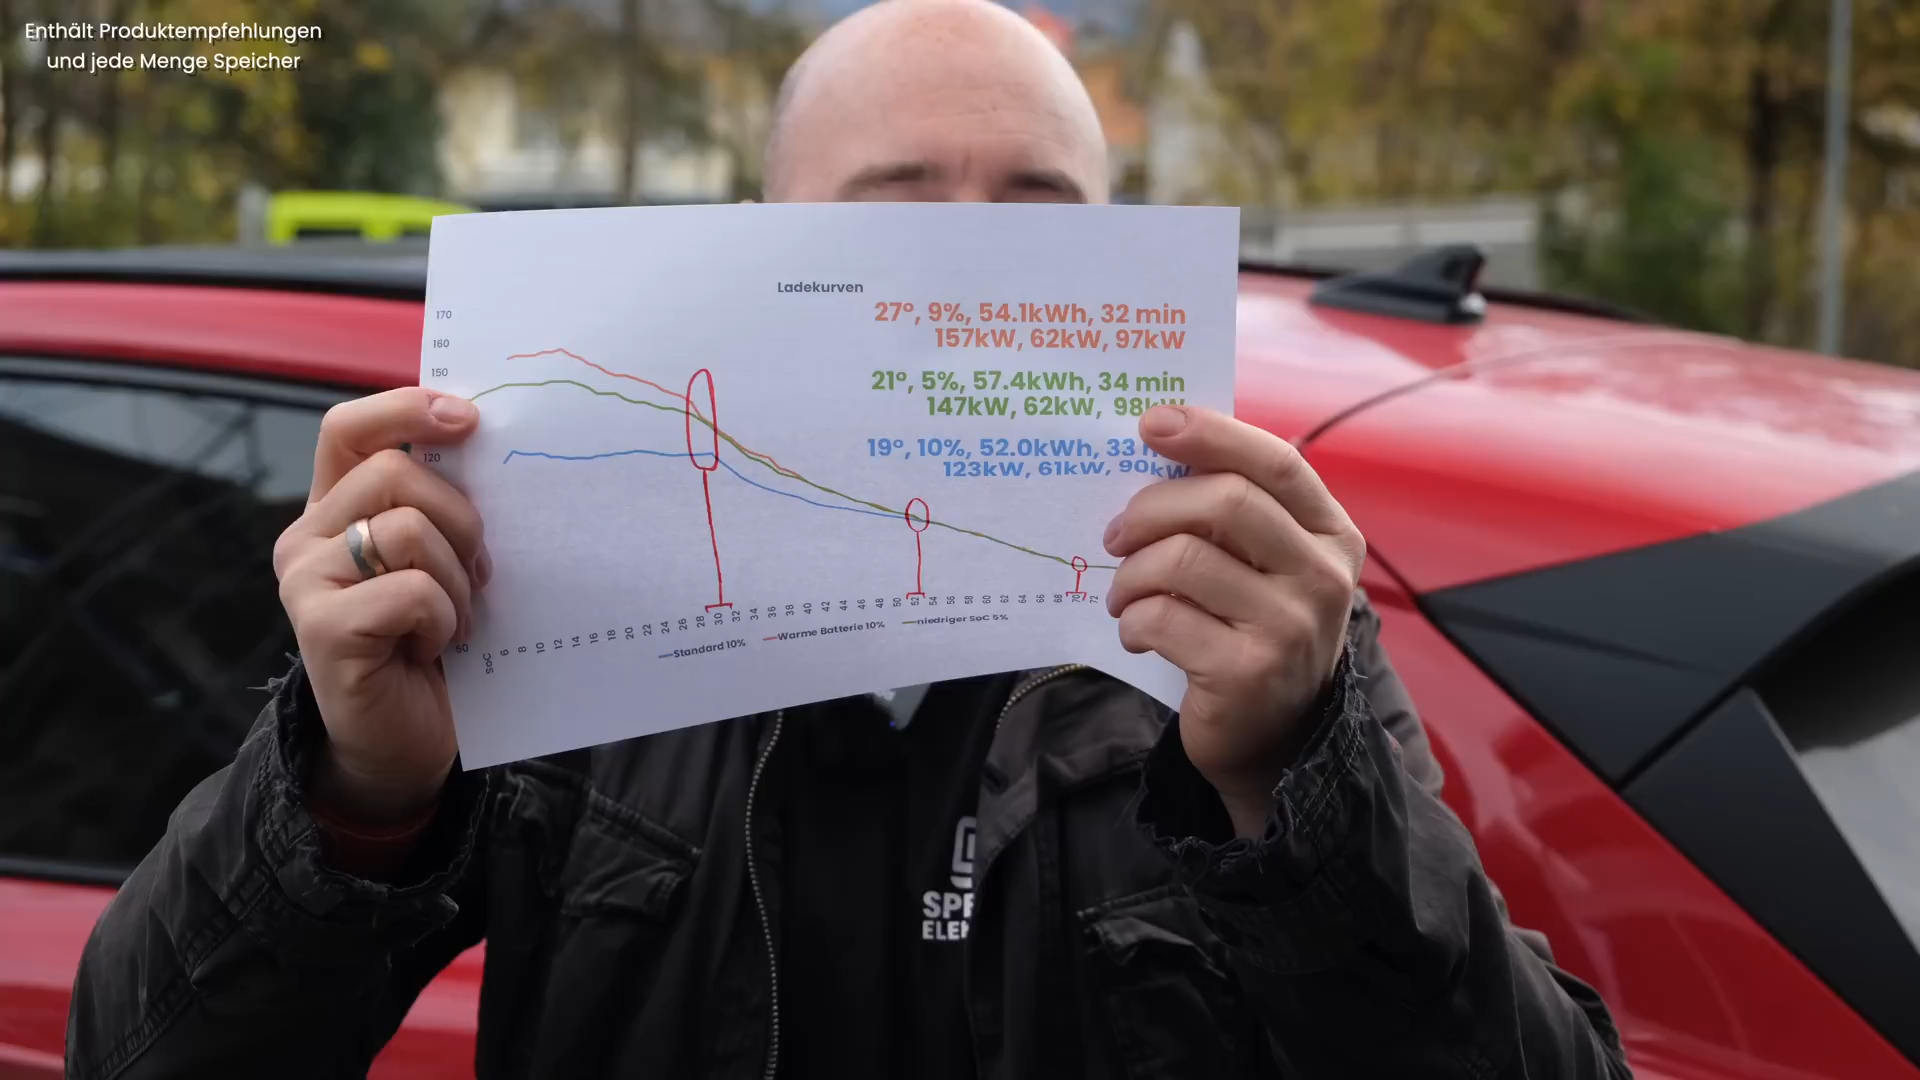 Enthält Produktempfehlungen
und jede Menge Speicher
Ladekurven
27°, 9%, 54.1kWh, 32 min
157kW, 62kW, 97kW
21°, 5%, 57.4kWh, 34 min
147kW, 62kW, 98kW
19°, 10%, 52.0kWh, 33
123kW, 61kW, 90kW
170
160
150
120
SoC 6 8 10 12 14 16 18 20 22 24 26 28 30 32 34 36 38 40 42 44 46 48 50 52 54 56 58 60 62 64 66 68 70 72
Standard 10% Warme Batterie 10% niedriger SoC 5%